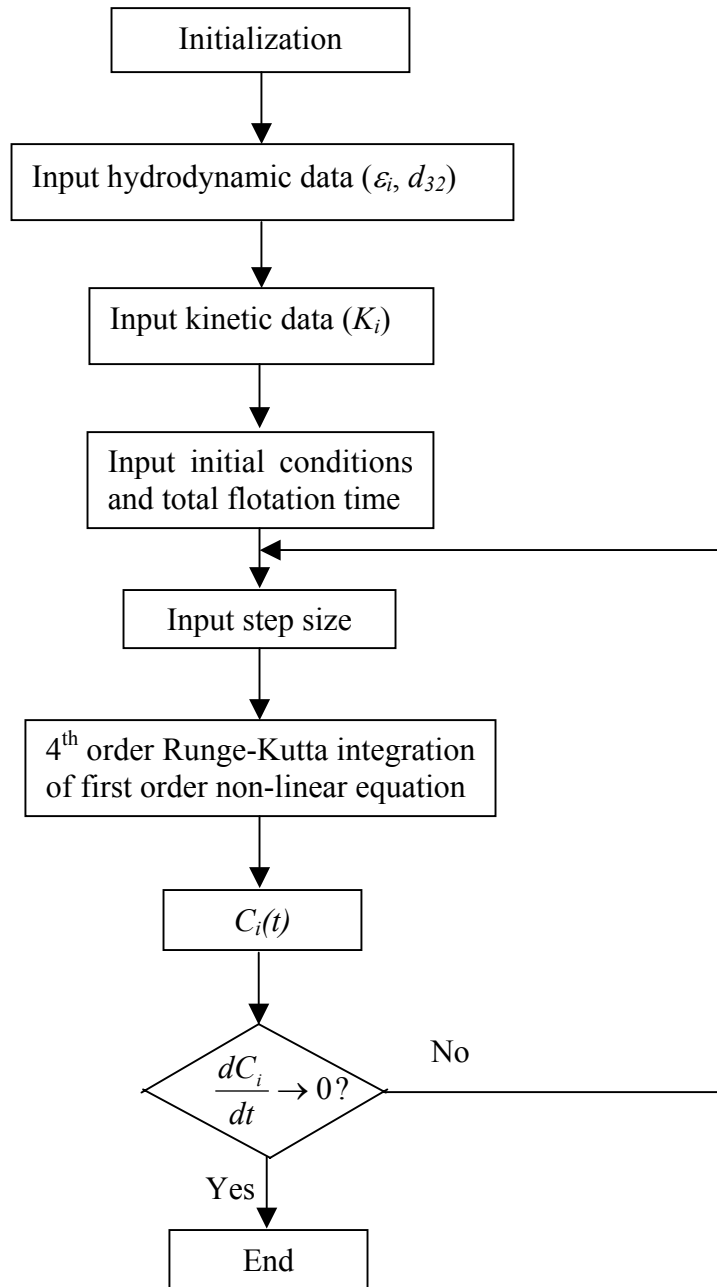 Initialization
Input hydrodynamic data (εᵢ, d₃₂)
Input kinetic data (Kᵢ)
Input initial conditions
and total flotation time
Input step size
4ᵗʰ order Runge-Kutta integration
of first order non-linear equation
Cᵢ(t)
No
dCᵢ/dt → 0?
Yes
End